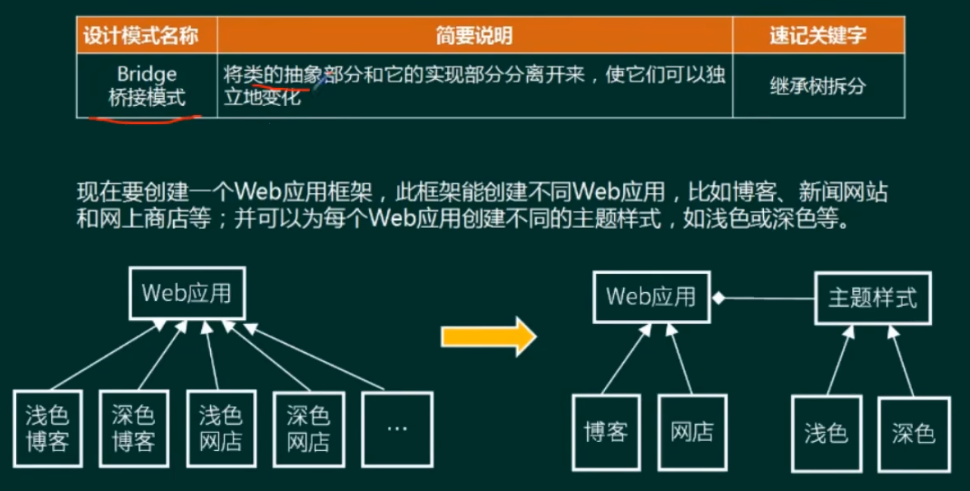 设计模式名称 简要说明 速记关键字
Bridge
桥接模式
将类的抽象部分和它的实现部分分离开来，使它们可以独
立地变化
继承树拆分
现在要创建一个Web应用框架，此框架能创建不同Web应用，比如博客、新闻网站
和网上商店等；并可以为每个Web应用创建不同的主题样式，如浅色或深色等。
Web应用
浅色
博客
深色
博客
浅色
网店
深色
网店
...
Web应用
主题样式
博客
网店
浅色
深色